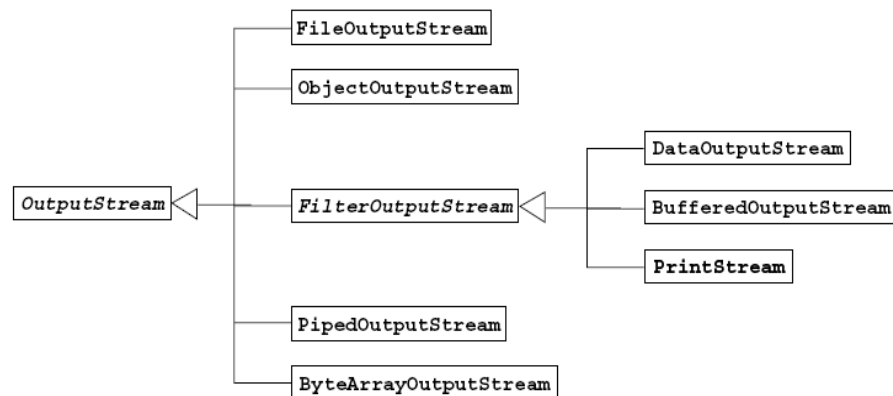 FileOutputStream
ObjectOutputStream
DataOutputStream
OutputStream
FilterOutputStream
BufferedOutputStream
PrintStream
PipedOutputStream
ByteArrayOutputStream